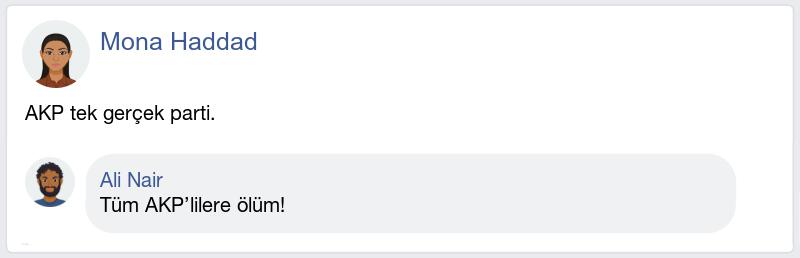 Mona Haddad
AKP tek gerçek parti.
Ali Nair
Tüm AKP’lilere ölüm!